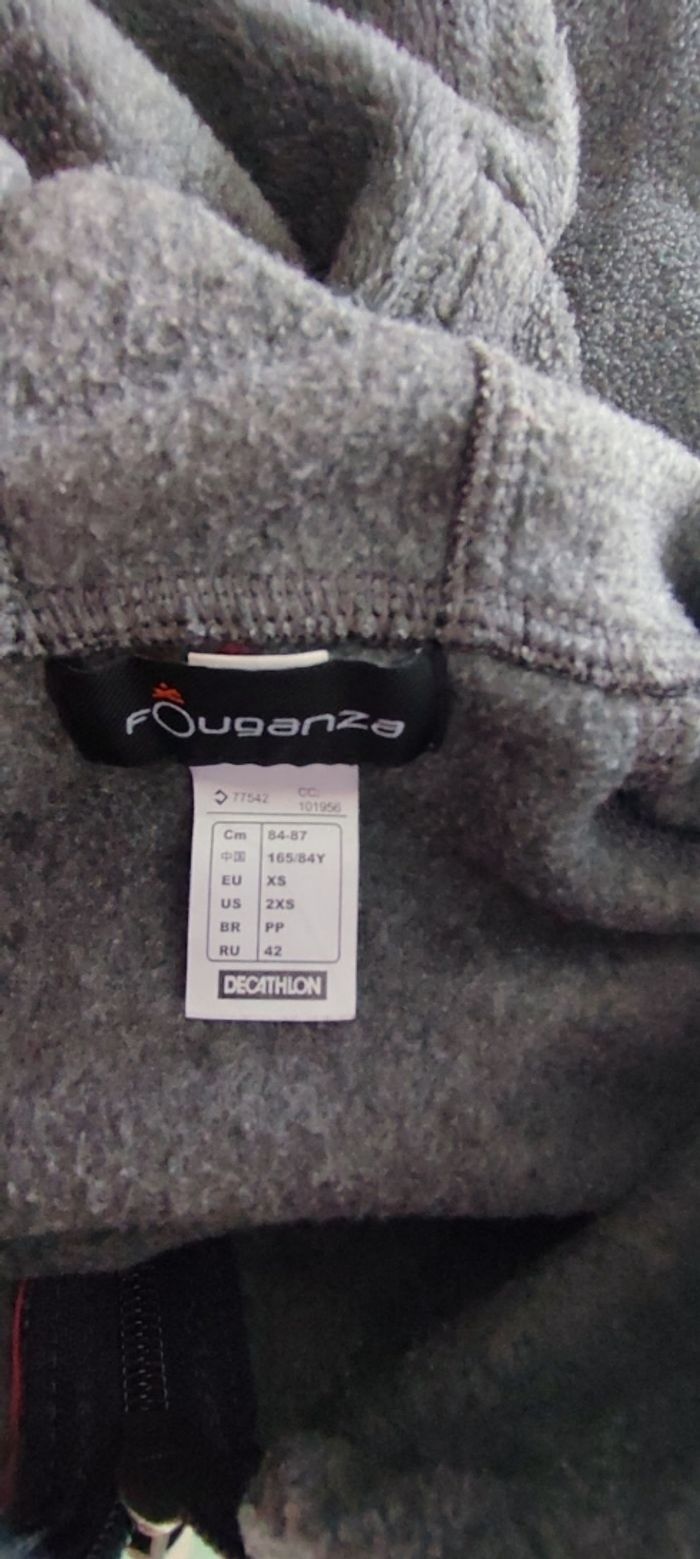 FOuganza
77542 CC:
101956
Cm 84-87
中国 165/84Y
EU XS
US 2XS
BR PP
RU 42
DECATHLON